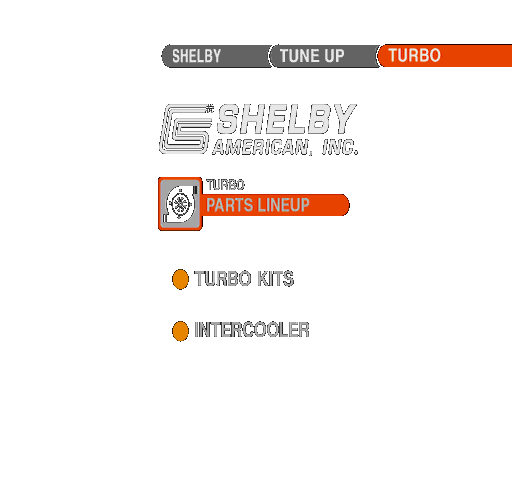 SHELBY TUNE UP TURBO
SHELBY
AMERICAN, INC.
TURBO
PARTS LINEUP
TURBO KITS
INTERCOOLER